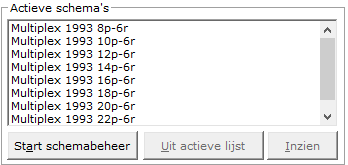 Actieve schema's
Multiplex 1993 8p-6r
Multiplex 1993 10p-6r
Multiplex 1993 12p-6r
Multiplex 1993 14p-6r
Multiplex 1993 16p-6r
Multiplex 1993 18p-6r
Multiplex 1993 20p-6r
Multiplex 1993 22p-6r
Start schemabeheer Uit actieve lijst Inzien